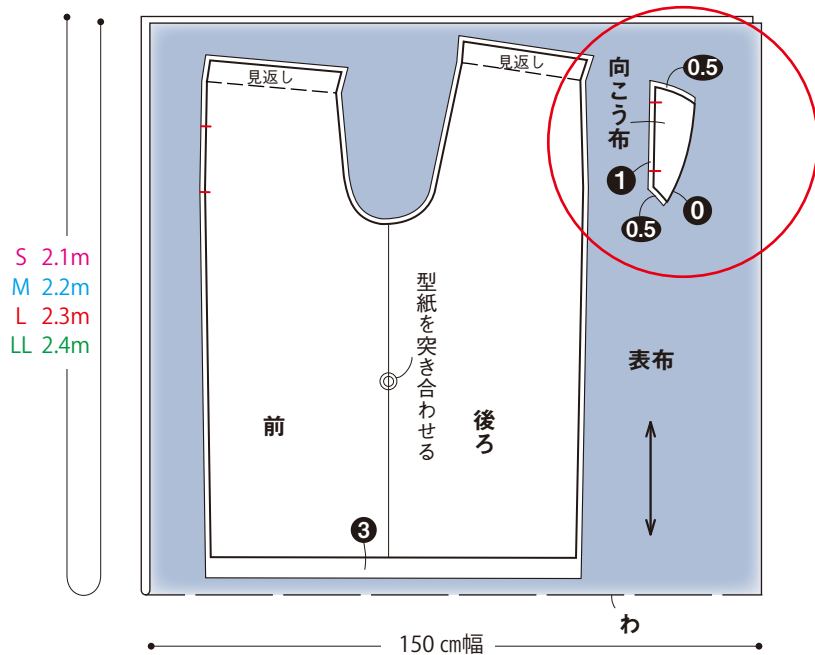 見返し
見返し
向こう布
0.5
1
0.5
0
S 2.1m
M 2.2m
L 2.3m
LL 2.4m
型紙を突き合わせる
表布
前
後ろ
3
わ
150 cm幅